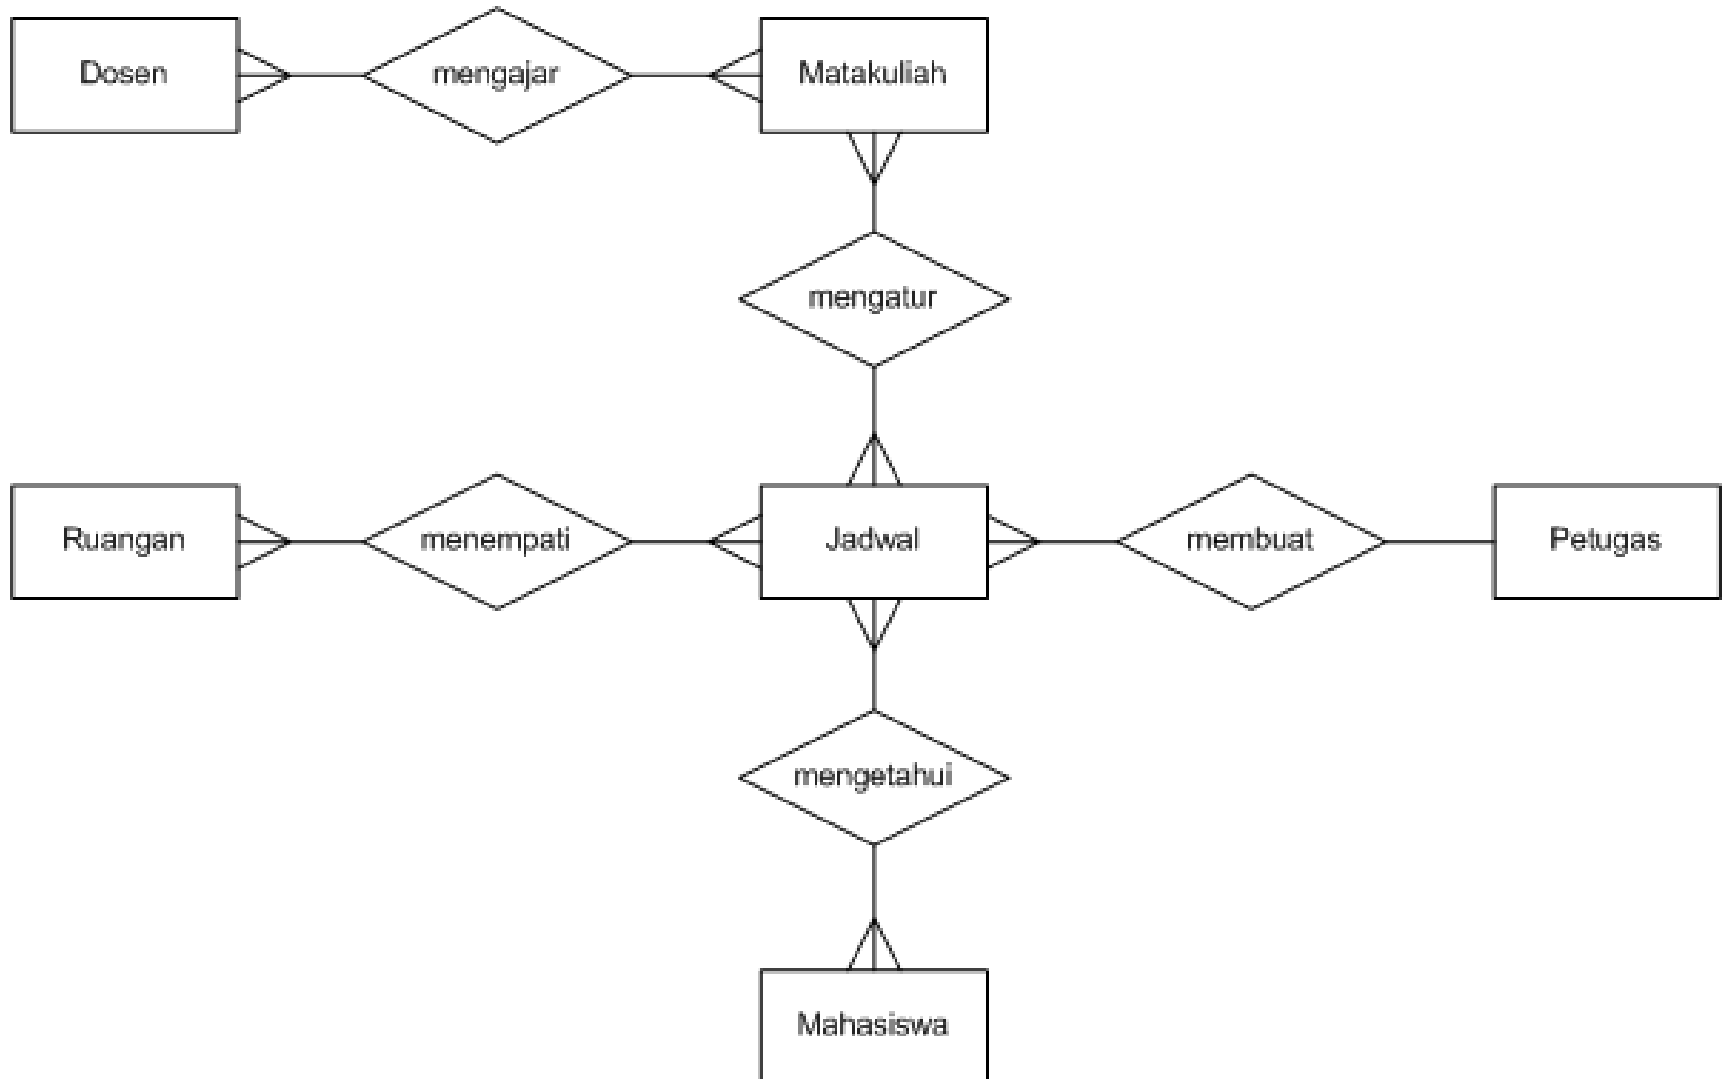 Dosen
mengajar
Matakuliah
mengatur
Ruangan
menempati
Jadwal
membuat
Petugas
mengetahui
Mahasiswa